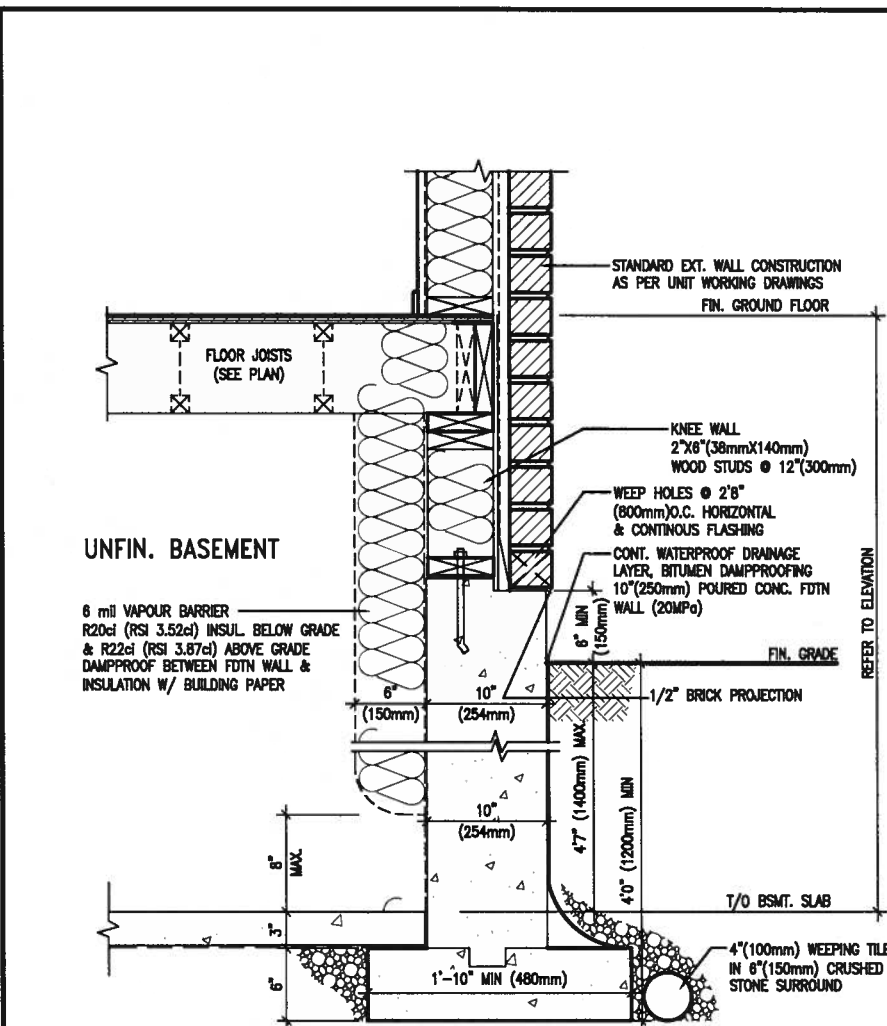 STANDARD EXT. WALL CONSTRUCTION
AS PER UNIT WORKING DRAWINGS
FIN. GROUND FLOOR
FLOOR JOISTS
(SEE PLAN)
KNEE WALL
2"X6"(38mmX140mm)
WOOD STUDS @ 12"(300mm)
WEEP HOLES @ 2'8"
(800mm)O.C. HORIZONTAL
& CONTINOUS FLASHING
UNFIN. BASEMENT
CONT. WATERPROOF DRAINAGE
LAYER, BITUMEN DAMPPROOFING
10"(250mm) POURED CONC. FDTN
WALL (20MPa)
6 mil VAPOUR BARRIER
R20ci (RSI 3.52ci) INSUL. BELOW GRADE
& R22ci (RSI 3.87ci) ABOVE GRADE
DAMPPROOF BETWEEN FDTN WALL &
INSULATION W/ BUILDING PAPER
6" MIN
(150mm)
REFER TO ELEVATION
FIN. GRADE
6"
(150mm)
10"
(254mm)
1/2" BRICK PROJECTION
10"
(254mm)
4'7" (1400mm) MAX.
4'0" (1200mm) MIN
8"
MAX.
T/O BSMT. SLAB
3"
6"
1'-10" MIN (480mm)
4"(100mm) WEEPING TILE
IN 6"(150mm) CRUSHED
STONE SURROUND